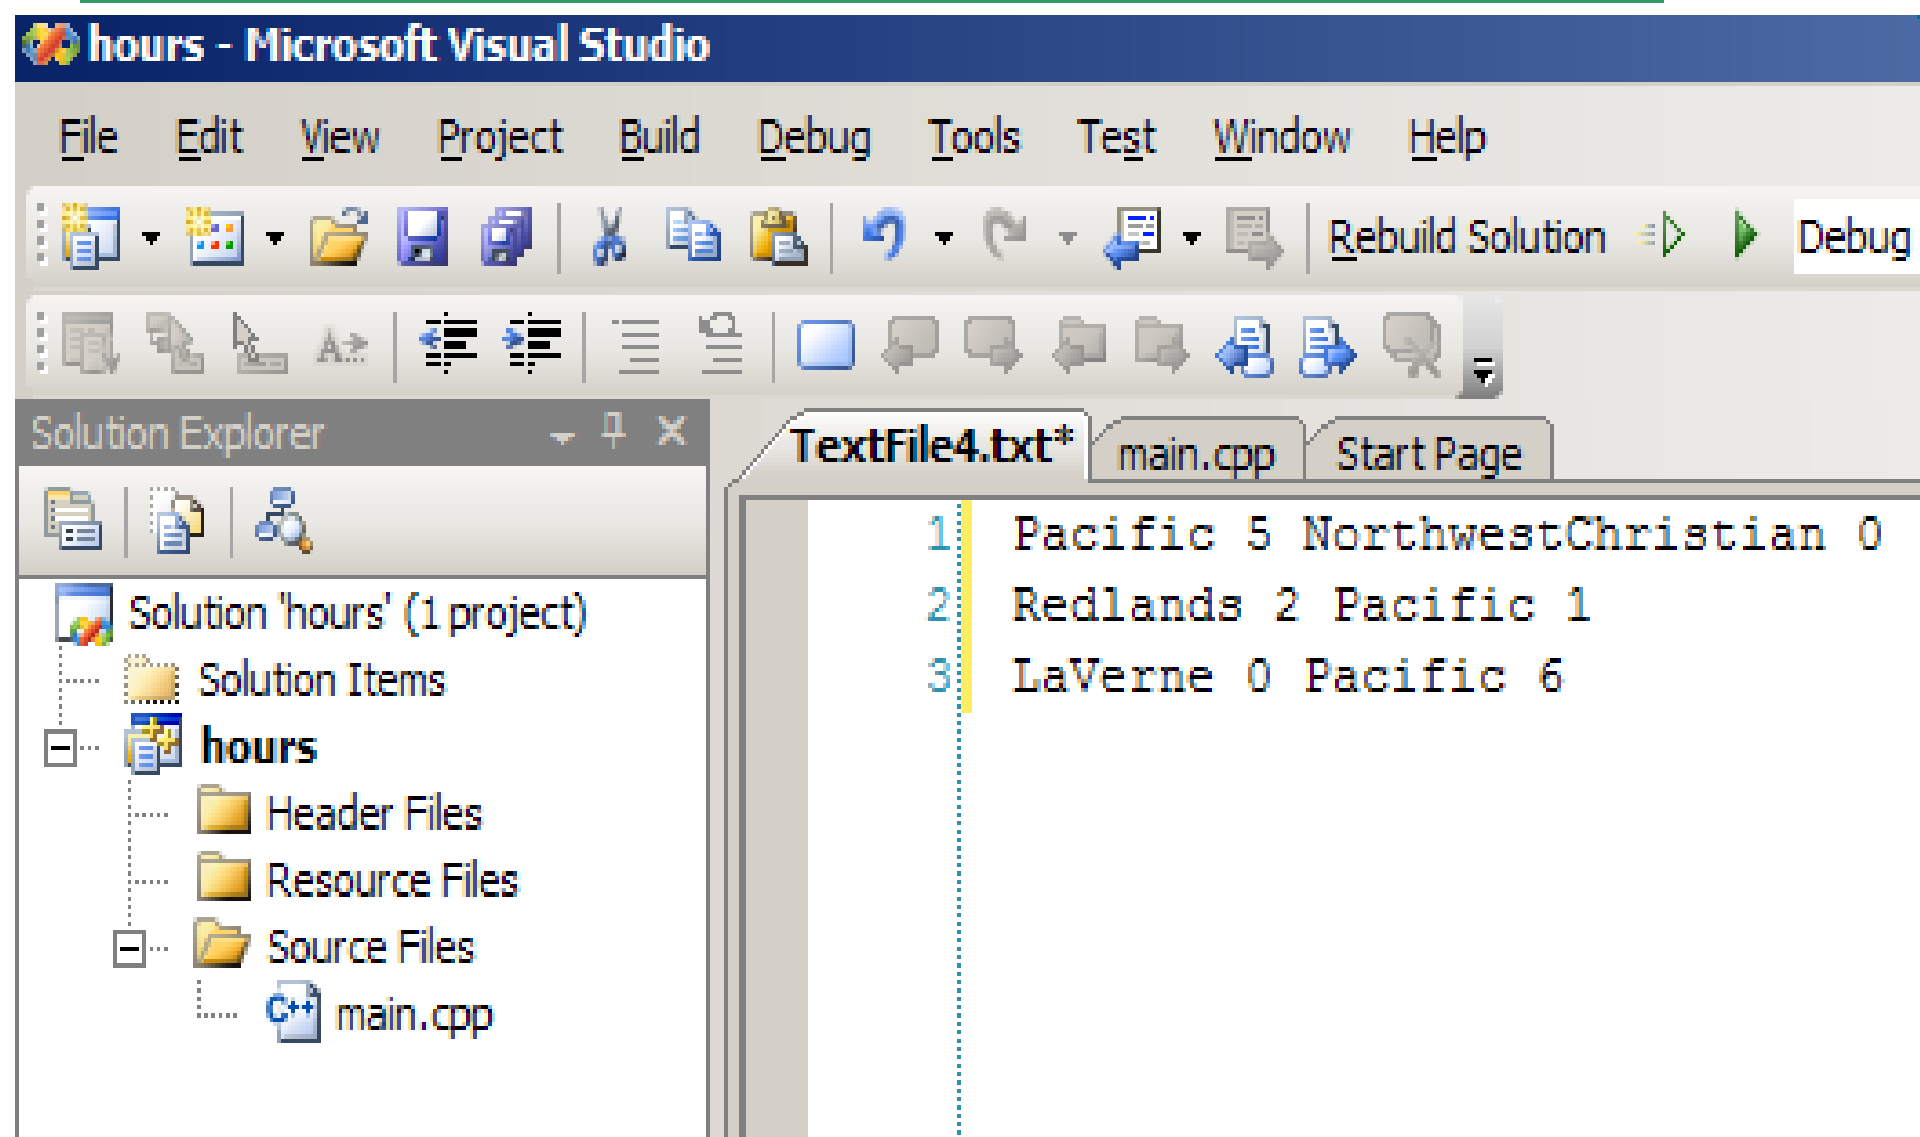 hours - Microsoft Visual Studio
File Edit View Project Build Debug Tools Test Window Help
Rebuild Solution Debug
Solution Explorer
TextFile4.txt* main.cpp Start Page
Solution 'hours' (1 project)
Solution Items
hours
Header Files
Resource Files
Source Files
main.cpp
1 Pacific 5 NorthwestChristian 0
2 Redlands 2 Pacific 1
3 LaVerne 0 Pacific 6